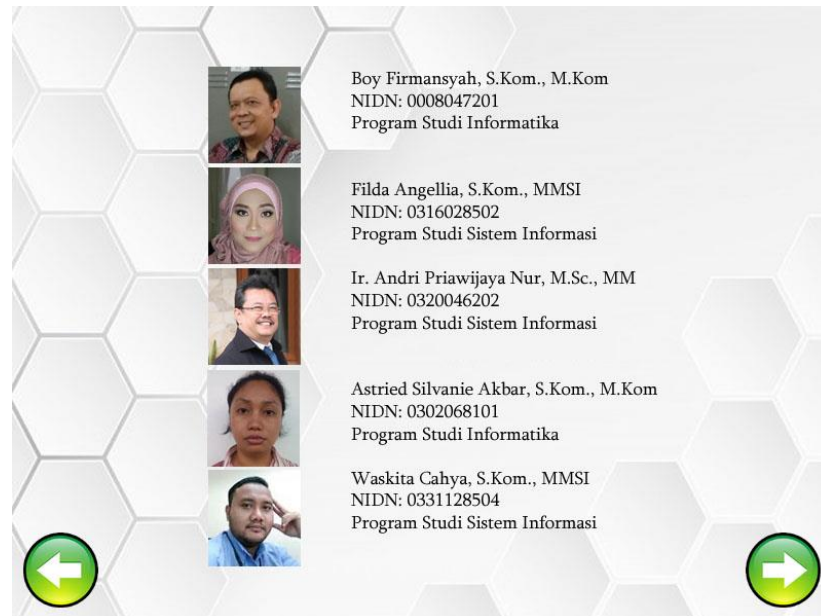 Boy Firmansyah, S.Kom., M.Kom
NIDN: 0008047201
Program Studi Informatika
Filda Angellia, S.Kom., MMSI
NIDN: 0316028502
Program Studi Sistem Informasi
Ir. Andri Priawijaya Nur, M.Sc., MM
NIDN: 0320046202
Program Studi Sistem Informasi
Astried Silvanie Akbar, S.Kom., M.Kom
NIDN: 0302068101
Program Studi Informatika
Waskita Cahya, S.Kom., MMSI
NIDN: 0331128504
Program Studi Sistem Informasi